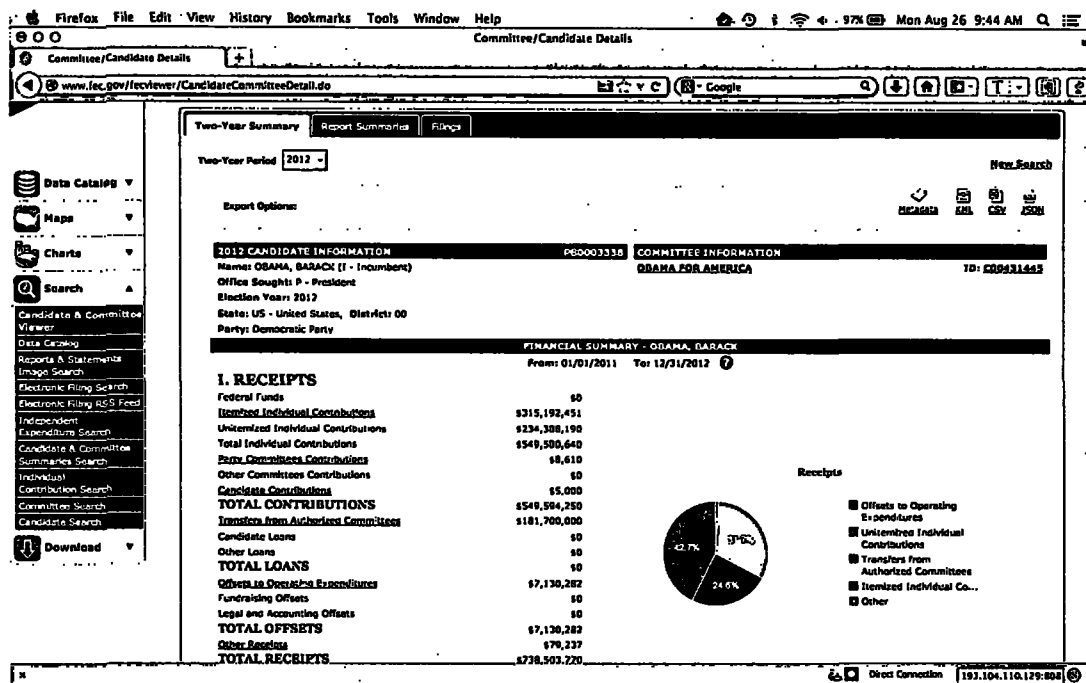 Firefox File Edit View History Bookmarks Tools Window Help 97% Mon Aug 26 9:44 AM
Committee/Candidate Details
Committee/Candidate Details +
www.fec.gov/fecviewer/CandidateCommitteeDetail.do Google
Two-Year Summary Report Summaries Filings
Two-Year Period 2012
New Search
Export Options:
Metadata XML CSV JSON
Data Catalog
Maps
Charts
Search
Candidate & Committee
Viewer
Data Catalog
Reports & Statements
Image Search
Electronic Filing Search
Electronic Filing RSS Feed
Independent
Expenditure Search
Candidate & Committee
Summaries Search
Individual
Contribution Search
Committee Search
Candidate Search
Download
2012 CANDIDATE INFORMATION P80003338
Name: OBAMA, BARACK (I - Incumbent)
Office Sought: P - President
Election Year: 2012
State: US - United States, District: 00
Party: Democratic Party
COMMITTEE INFORMATION
OBAMA FOR AMERICA ID: C00431445
FINANCIAL SUMMARY - OBAMA, BARACK
From: 01/01/2011 To: 12/31/2012 ?
I. RECEIPTS
Federal Funds $0
Itemized Individual Contributions $315,192,451
Unitemized Individual Contributions $234,388,190
Total Individual Contributions $549,580,640
Party Committees Contributions $8,610
Other Committees Contributions $0
Candidate Contributions $5,000
TOTAL CONTRIBUTIONS $549,594,250
Transfers from Authorized Committees $181,700,000
Candidate Loans $0
Other Loans $0
TOTAL LOANS $0
Offsets to Operating Expenditures $7,130,282
Fundraising Offsets $0
Legal and Accounting Offsets $0
TOTAL OFFSETS $7,130,282
Other Receipts $79,237
TOTAL RECEIPTS $738,503,770
Receipts
42.7%
24.6%
Offsets to Operating
Expenditures
Unitemized Individual
Contributions
Transfers from
Authorized Committees
Itemized Individual Co...
Other
x Direct Connection 193.104.110.129:808